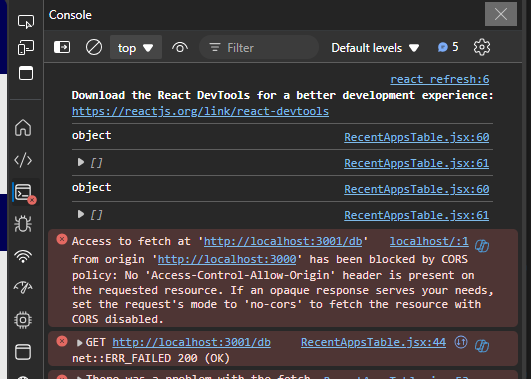 Console
top
Filter
Default levels
5
react refresh:6
Download the React DevTools for a better development experience:
https://reactjs.org/link/react-devtools
object RecentAppsTable.jsx:60
[] RecentAppsTable.jsx:61
object RecentAppsTable.jsx:60
[] RecentAppsTable.jsx:61
Access to fetch at 'http://localhost:3001/db' localhost/:1
from origin 'http://localhost:3000' has been blocked by CORS
policy: No 'Access-Control-Allow-Origin' header is present on
the requested resource. If an opaque response serves your needs,
set the request's mode to 'no-cors' to fetch the resource with
CORS disabled.
GET http://localhost:3001/db RecentAppsTable.jsx:44
net::ERR_FAILED 200 (OK)
There was a problem with the fetch RecentAppsTable.jsx:53